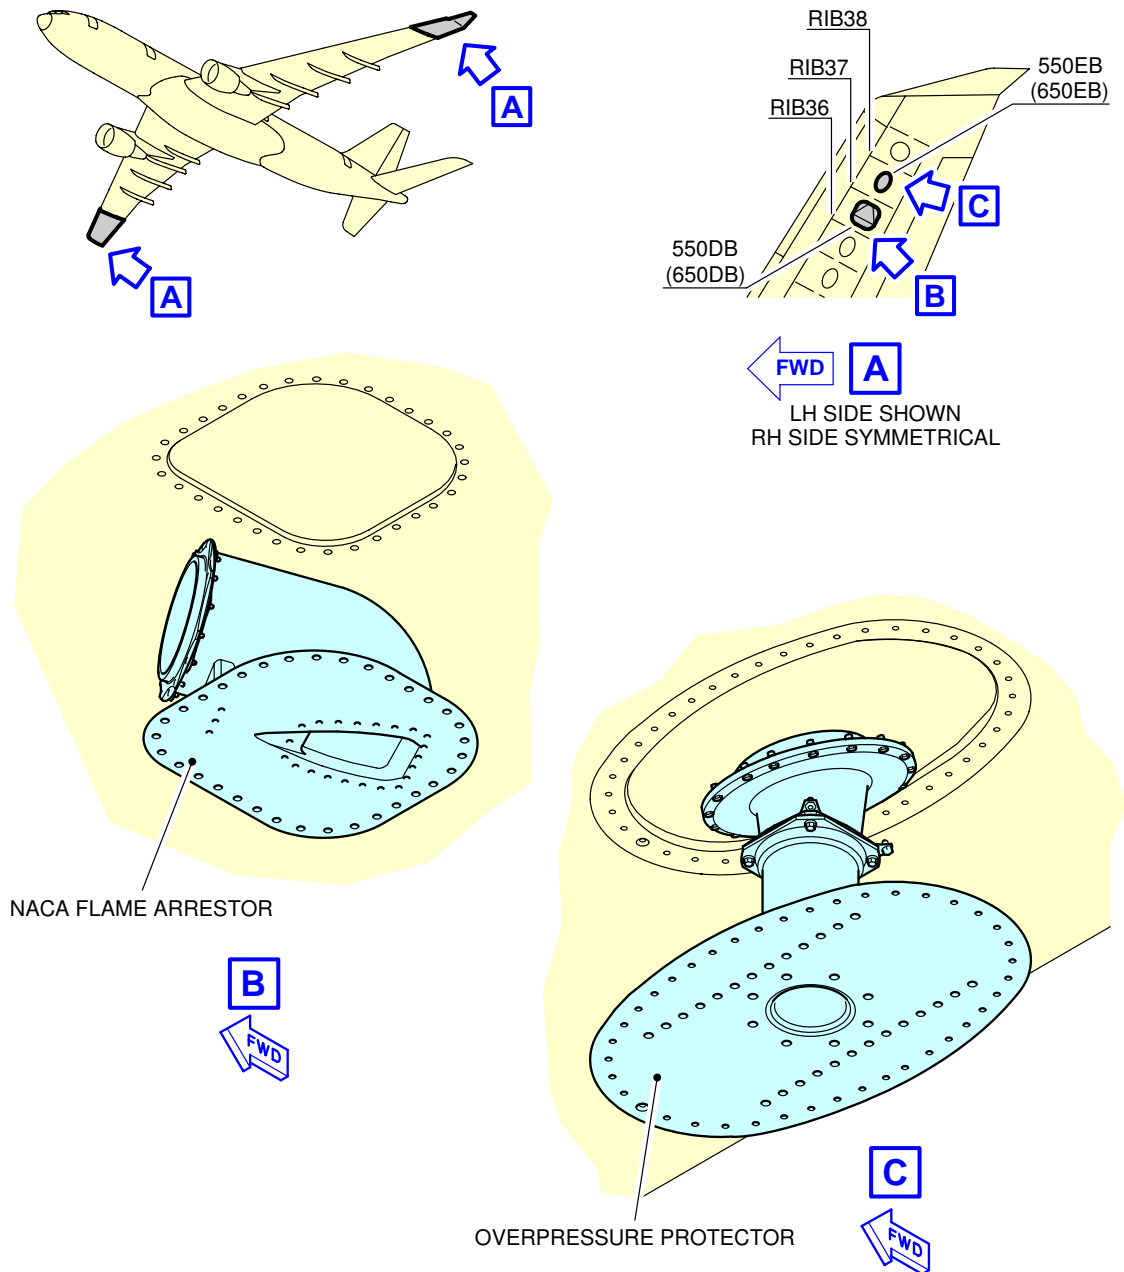 A
A
RIB38
RIB37
RIB36
550EB
(650EB)
C
550DB
(650DB)
B
FWD
A
LH SIDE SHOWN
RH SIDE SYMMETRICAL
NACA FLAME ARRESTOR
B
FWD
C
OVERPRESSURE PROTECTOR
FWD